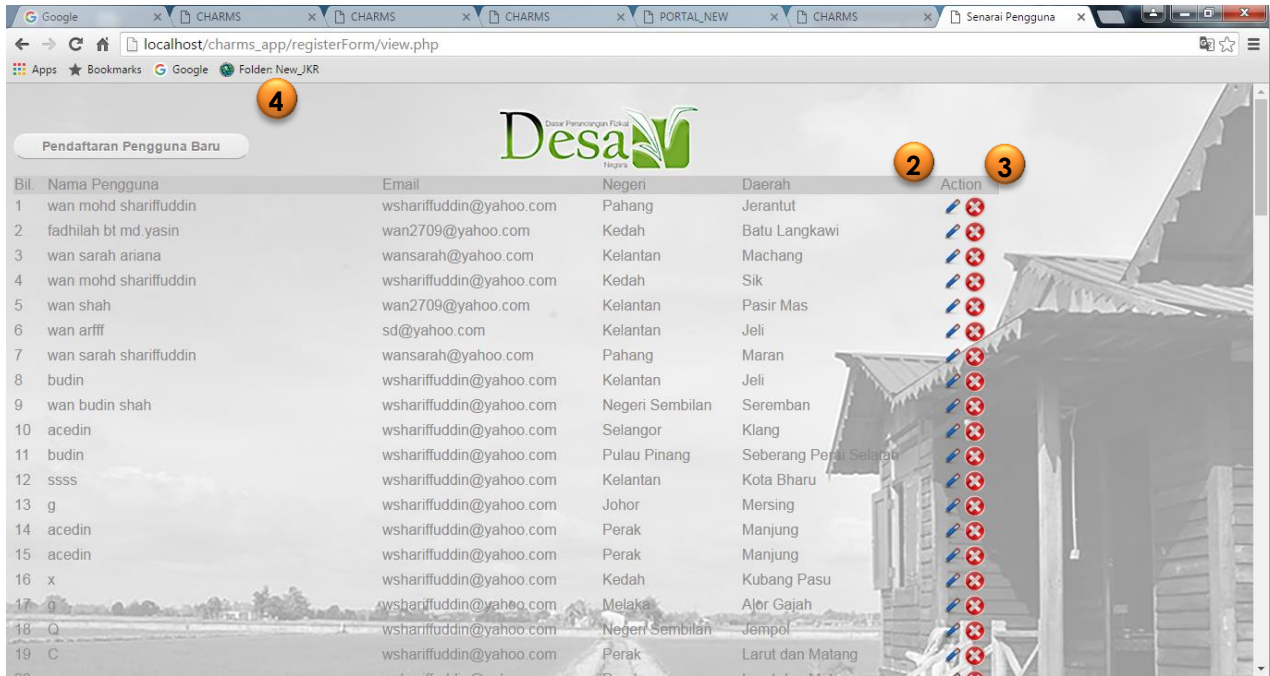 Google CHARMS CHARMS CHARMS PORTAL_NEW CHARMS Senarai Pengguna
localhost/charms_app/registerForm/view.php
Apps Bookmarks Google Folder: New_JKR
4
Dasar Perancangan Fizikal
Desa
Negara
Pendaftaran Pengguna Baru
2 3
Bil. Nama Pengguna Email Negeri Daerah Action
1 wan mohd shariffuddin wshariffuddin@yahoo.com Pahang Jerantut
2 fadhilah bt md.yasin wan2709@yahoo.com Kedah Batu Langkawi
3 wan sarah ariana wansarah@yahoo.com Kelantan Machang
4 wan mohd shariffuddin wshariffuddin@yahoo.com Kedah Sik
5 wan shah wan2709@yahoo.com Kelantan Pasir Mas
6 wan arfff sd@yahoo.com Kelantan Jeli
7 wan sarah shariffuddin wansarah@yahoo.com Pahang Maran
8 budin wshariffuddin@yahoo.com Kelantan Jeli
9 wan budin shah wshariffuddin@yahoo.com Negeri Sembilan Seremban
10 acedin wshariffuddin@yahoo.com Selangor Klang
11 budin wshariffuddin@yahoo.com Pulau Pinang Seberang Perai Selatan
12 ssss wshariffuddin@yahoo.com Kelantan Kota Bharu
13 g wshariffuddin@yahoo.com Johor Mersing
14 acedin wshariffuddin@yahoo.com Perak Manjung
15 acedin wshariffuddin@yahoo.com Perak Manjung
16 x wshariffuddin@yahoo.com Kedah Kubang Pasu
17 g wshariffuddin@yahoo.com Melaka Alor Gajah
18 Q wshariffuddin@yahoo.com Negeri Sembilan Jempol
19 C wshariffuddin@yahoo.com Perak Larut dan Matang